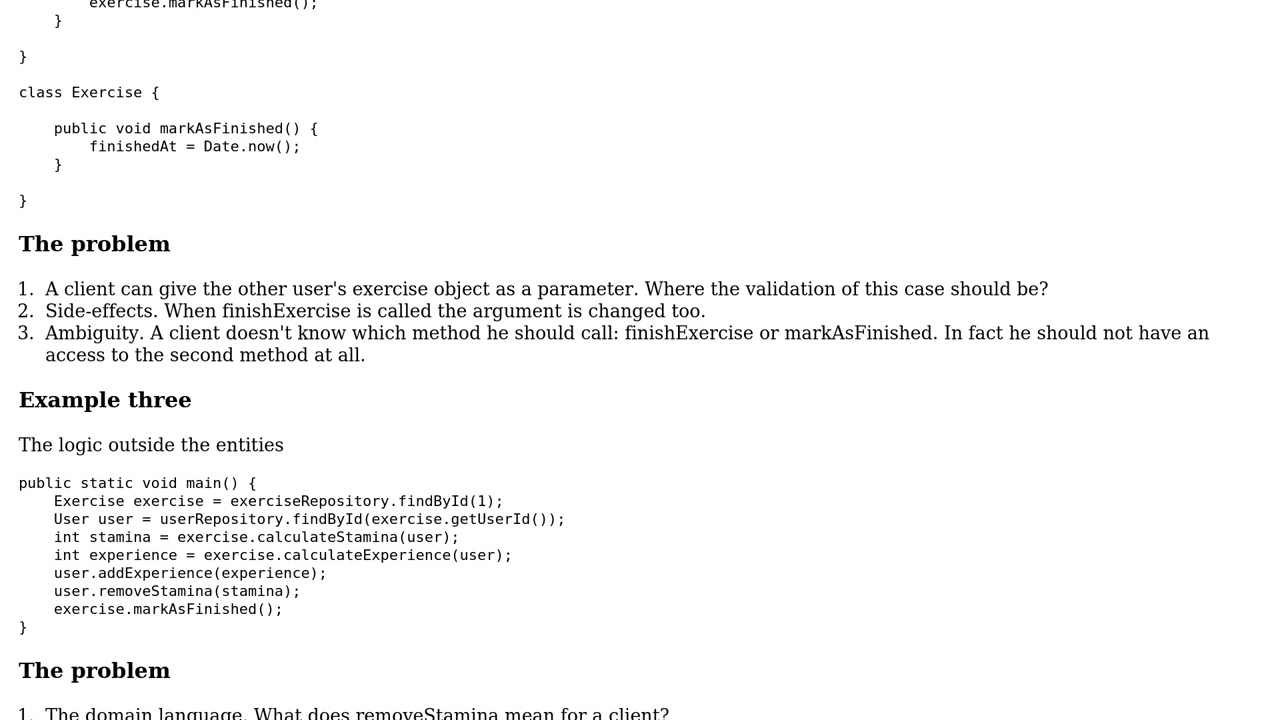 exercise.markAsFinished();
    }

}

class Exercise {

    public void markAsFinished() {
        finishedAt = Date.now();
    }

}
The problem
1. A client can give the other user's exercise object as a parameter. Where the validation of this case should be?
2. Side-effects. When finishExercise is called the argument is changed too.
3. Ambiguity. A client doesn't know which method he should call: finishExercise or markAsFinished. In fact he should not have an
access to the second method at all.
Example three
The logic outside the entities
public static void main() {
    Exercise exercise = exerciseRepository.findById(1);
    User user = userRepository.findById(exercise.getUserId());
    int stamina = exercise.calculateStamina(user);
    int experience = exercise.calculateExperience(user);
    user.addExperience(experience);
    user.removeStamina(stamina);
    exercise.markAsFinished();
}
The problem
1. The domain language. What does removeStamina mean for a client?